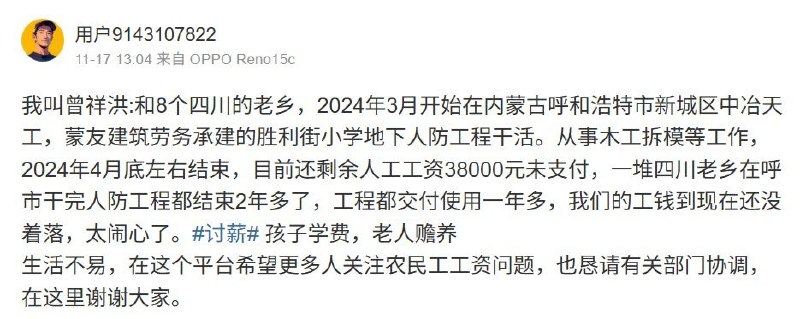 用户9143107822
11-17 13:04 来自 OPPO Reno15c
我叫曾祥洪:和8个四川的老乡，2024年3月开始在内蒙古呼和浩特市新城区中冶天
工，蒙友建筑劳务承建的胜利街小学地下人防工程干活。从事木工拆模等工作，
2024年4月底左右结束，目前还剩余人工工资38000元未支付，一堆四川老乡在呼
市干完人防工程都结束2年多了，工程都交付使用一年多，我们的工钱到现在还没
着落，太闹心了。#讨薪# 孩子学费，老人赡养
生活不易，在这个平台希望更多人关注农民工工资问题，也恳请有关部门协调，
在这里谢谢大家。